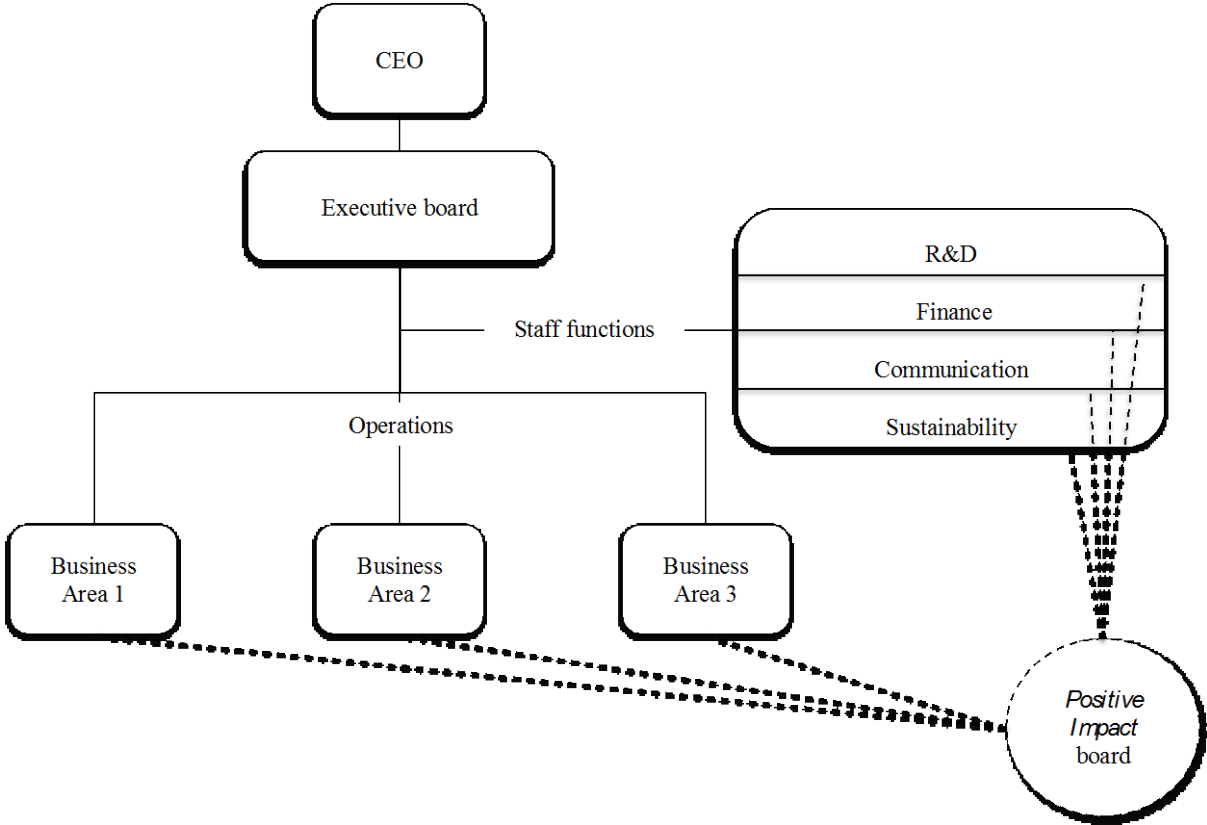 CEO
Executive board
R&D
Finance
Staff functions
Communication
Operations
Sustainability
Business
Area 1
Business
Area 2
Business
Area 3
Positive
Impact
board